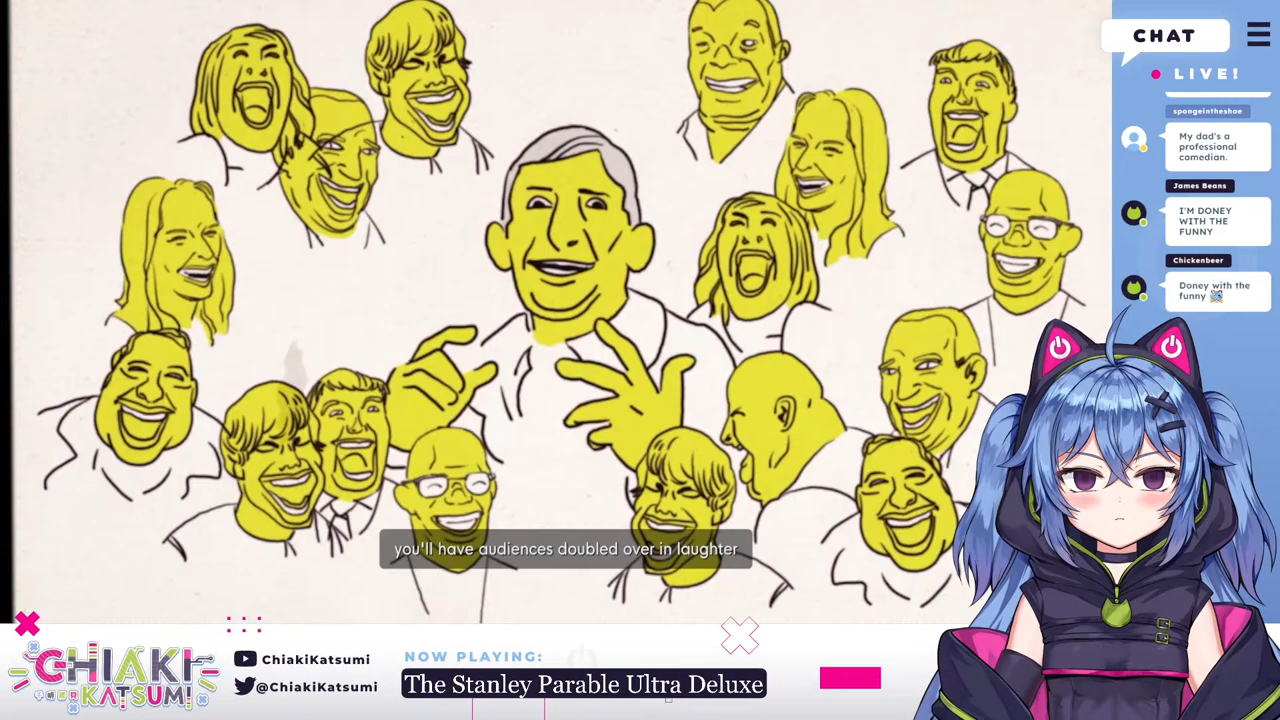 CHAT
LIVE!
spongeintheshoe
My dad's a
professional
comedian.
James Beans
I'M DONEY
WITH THE
FUNNY
Chickenbeer
Doney with the
funny
you'll have audiences doubled over in laughter
CHIAKI
KATSUMI
ChiakiKatsumi
@ChiakiKatsumi
NOW PLAYING:
The Stanley Parable Ultra Deluxe